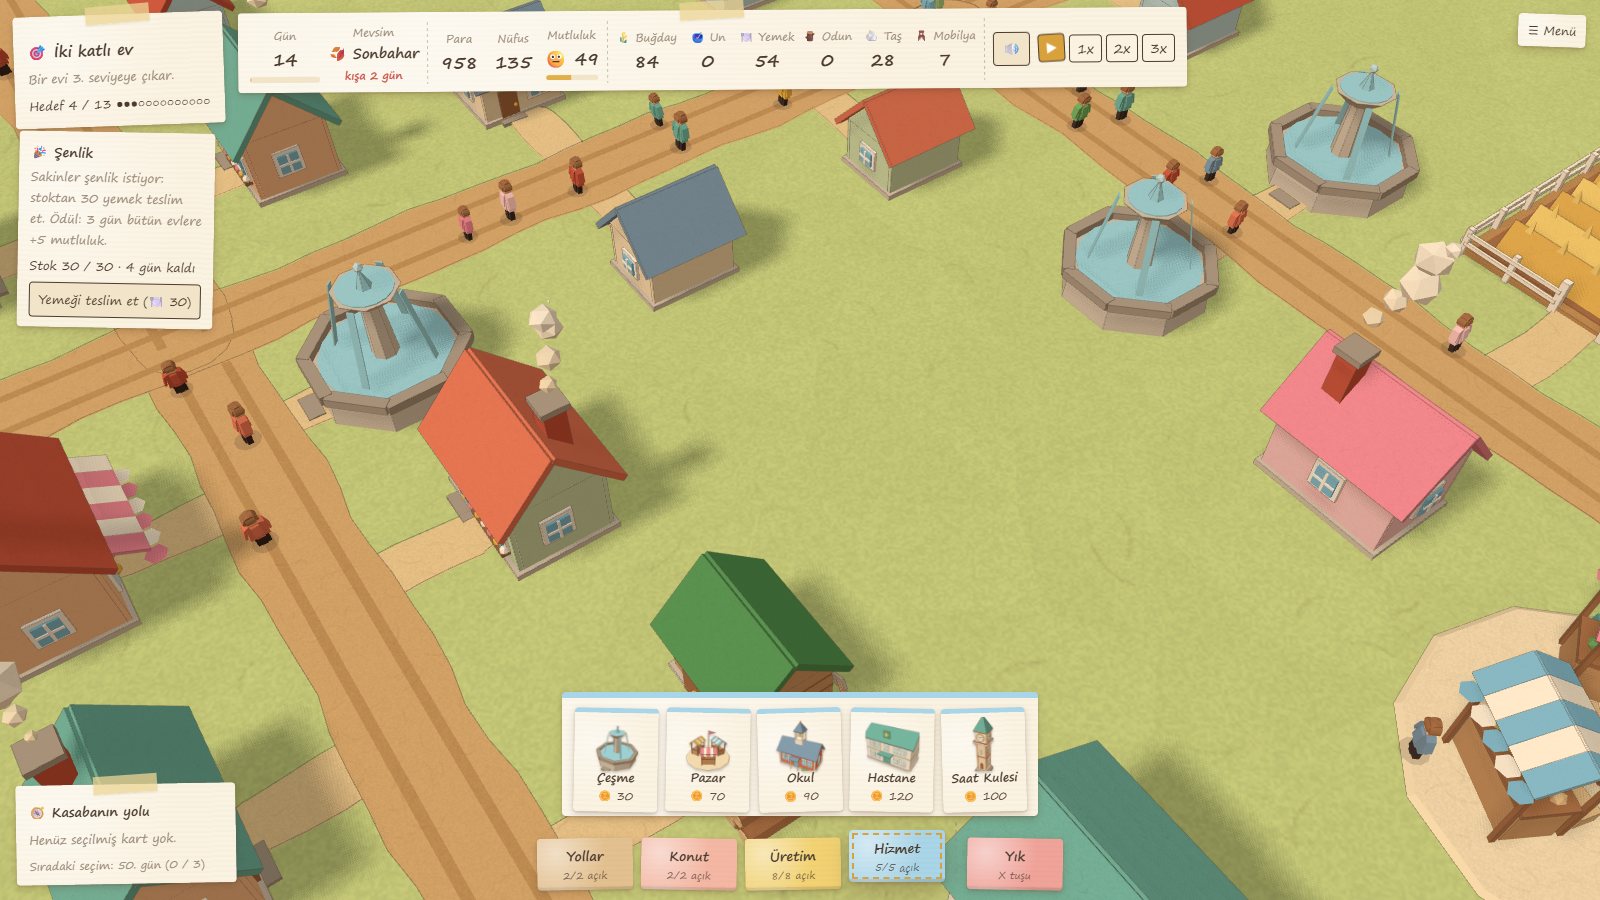 İki katlı ev
Bir evi 3. seviyeye çıkar.
Hedef 4 / 13 ●●●○○○○○○○○○○
Gün
14
Mevsim
Sonbahar
kışa 2 gün
Para
958
Nüfus
135
Mutluluk
49
Buğday
84
Un
0
Yemek
54
Odun
0
Taş
28
Mobilya
7
1x
2x
3x
☰ Menü
Şenlik
Sakinler şenlik istiyor:
stoktan 30 yemek teslim
et. Ödül: 3 gün bütün evlere
+5 mutluluk.
Stok 30 / 30 · 4 gün kaldı
Yemeği teslim et ( 30)
Kasabanın yolu
Henüz seçilmiş kart yok.
Sıradaki seçim: 50. gün (0 / 3)
Çeşme
30
Pazar
70
Okul
90
Hastane
120
Saat Kulesi
100
Yollar
2/2 açık
Konut
2/2 açık
Üretim
8/8 açık
Hizmet
5/5 açık
Yık
X tuşu